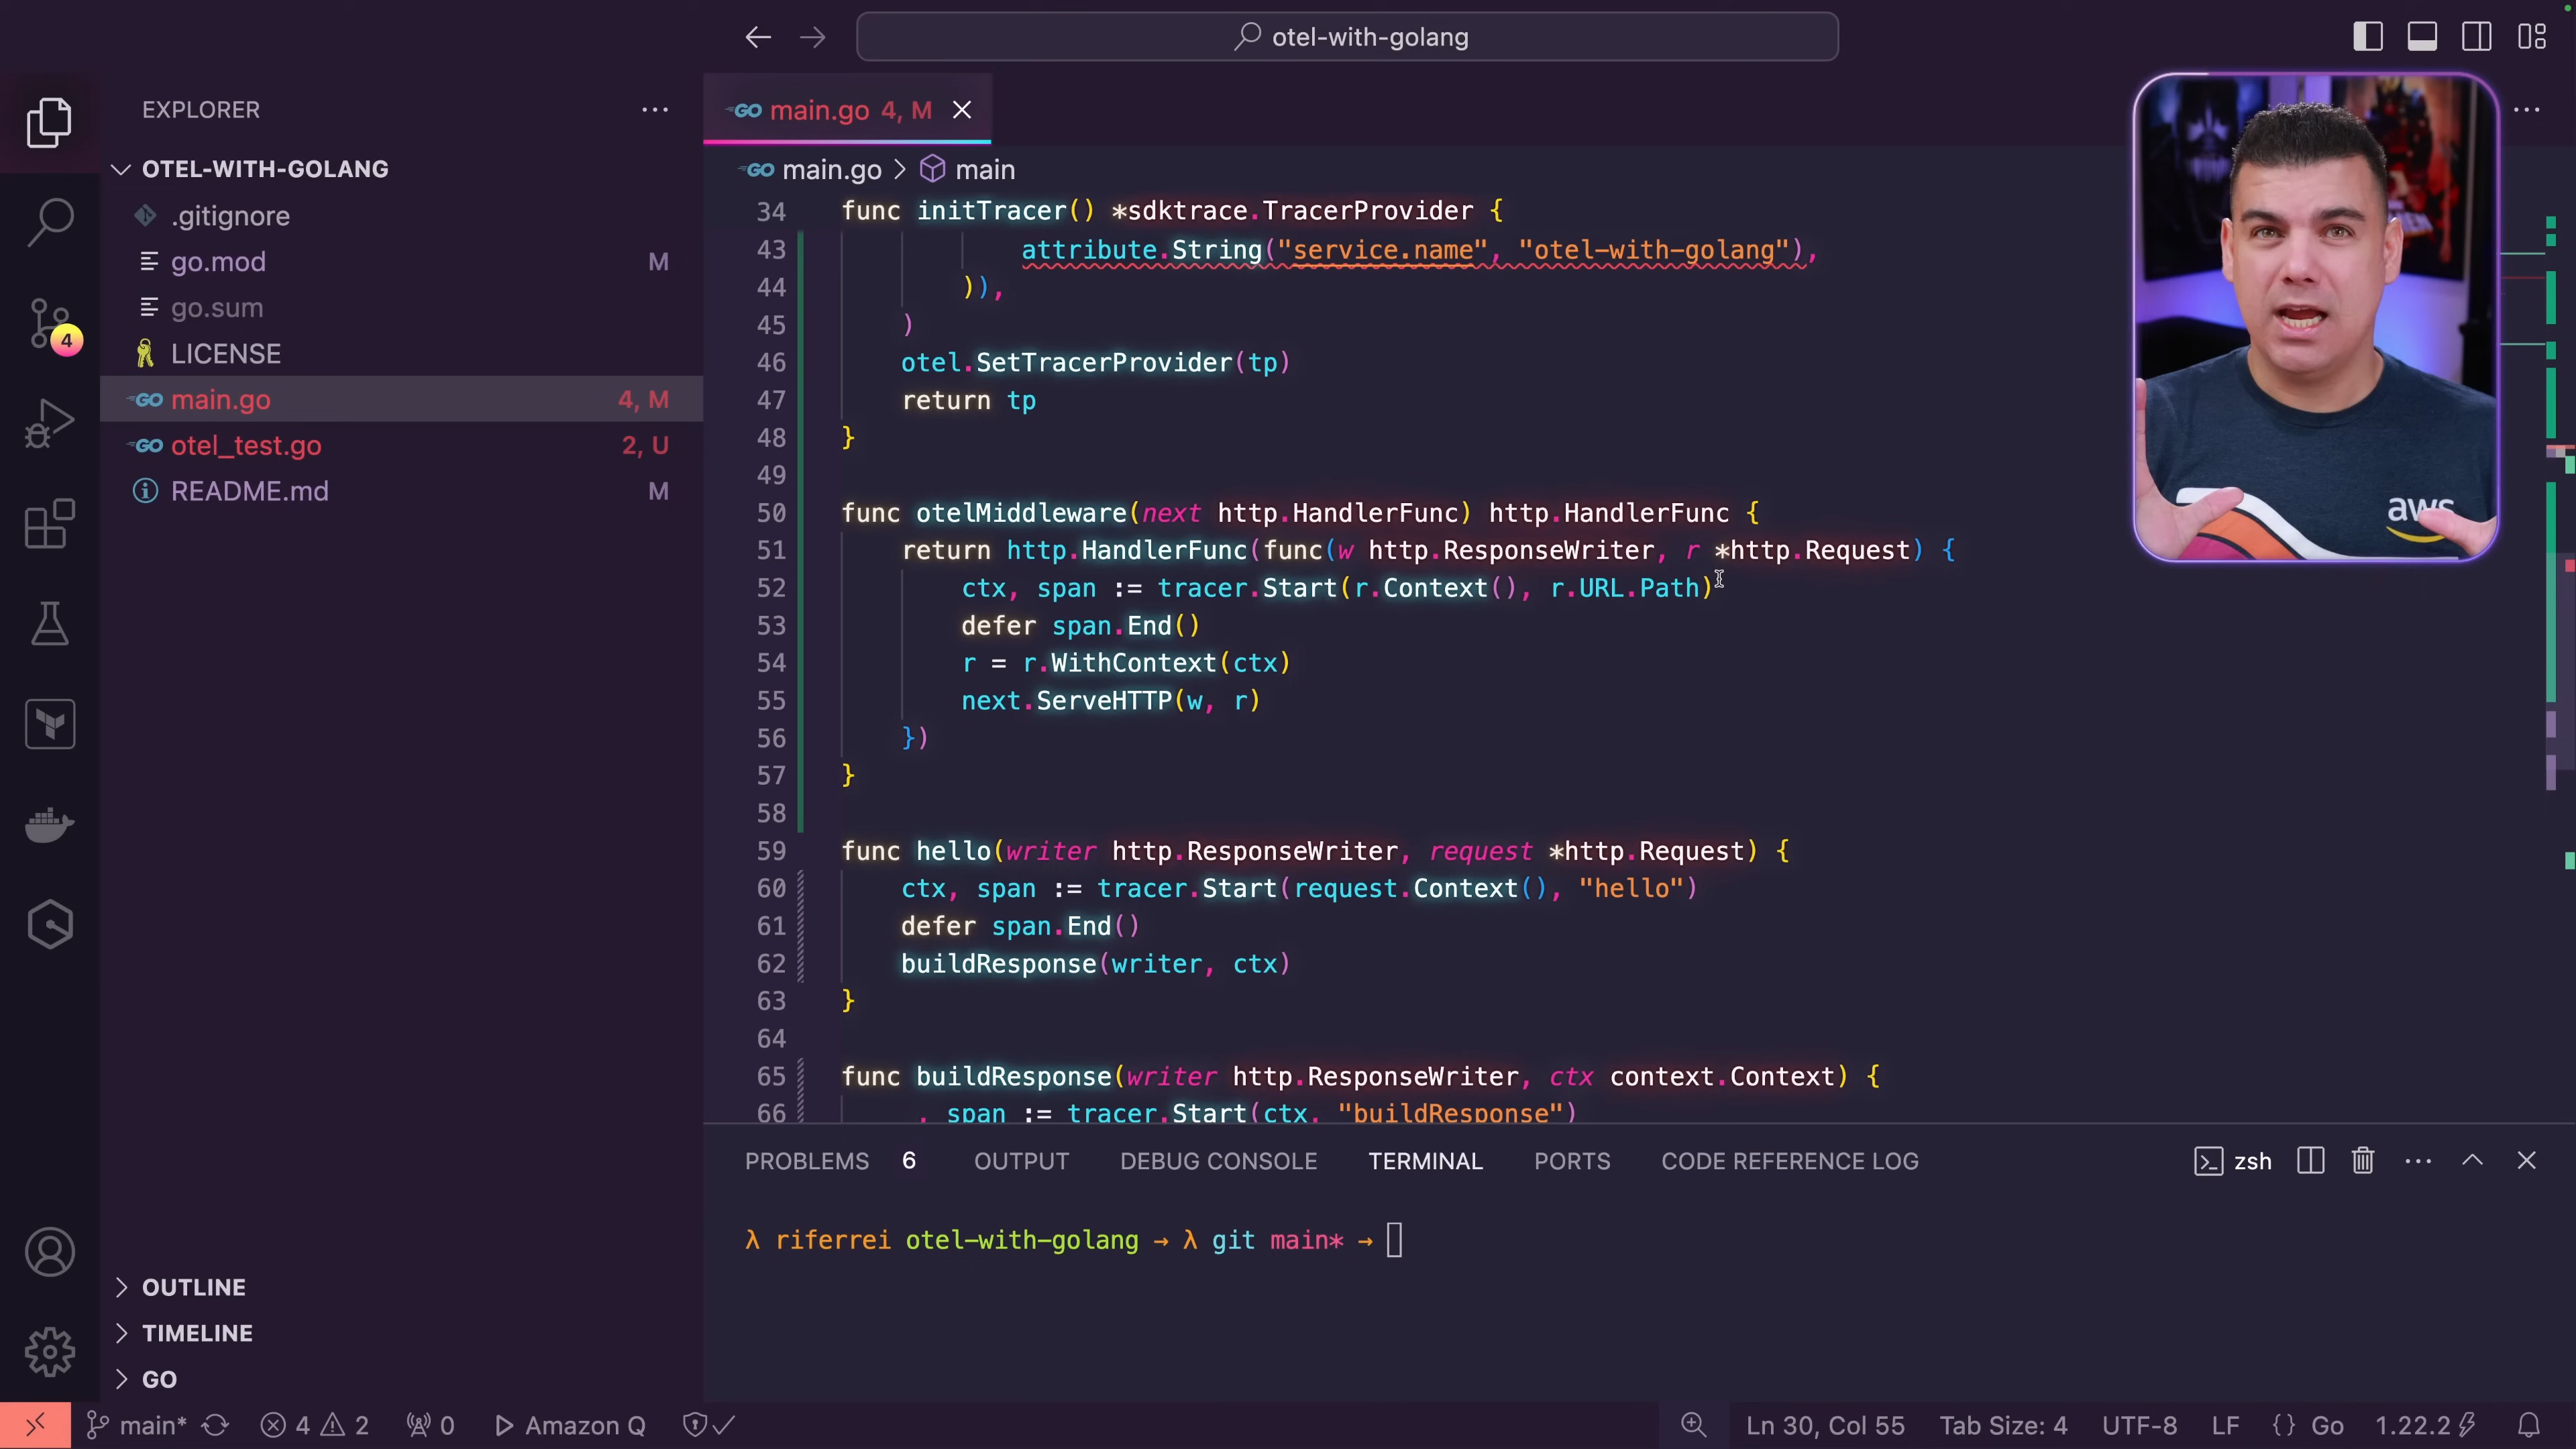 otel-with-golang
EXPLORER
main.go 4, M
OTEL-WITH-GOLANG
main.go > main
.gitignore
go.mod M
go.sum
LICENSE
main.go 4, M
otel_test.go 2, U
README.md M
4
34 func initTracer() *sdktrace.TracerProvider {
43 attribute.String("service.name", "otel-with-golang"),
44 )),
45 )
46 otel.SetTracerProvider(tp)
47 return tp
48 }
49
50 func otelMiddleware(next http.HandlerFunc) http.HandlerFunc {
51 return http.HandlerFunc(func(w http.ResponseWriter, r *http.Request) {
52 ctx, span := tracer.Start(r.Context(), r.URL.Path)
53 defer span.End()
54 r = r.WithContext(ctx)
55 next.ServeHTTP(w, r)
56 })
57 }
58
59 func hello(writer http.ResponseWriter, request *http.Request) {
60 ctx, span := tracer.Start(request.Context(), "hello")
61 defer span.End()
62 buildResponse(writer, ctx)
63 }
64
65 func buildResponse(writer http.ResponseWriter, ctx context.Context) {
66 , span := tracer.Start(ctx, "buildResponse")
aws
PROBLEMS 6 OUTPUT DEBUG CONSOLE TERMINAL PORTS CODE REFERENCE LOG zsh
λ riferrei otel-with-golang → λ git main* →
OUTLINE
TIMELINE
GO
main* 4 2 0 Amazon Q Ln 30, Col 55 Tab Size: 4 UTF-8 LF {} Go 1.22.2